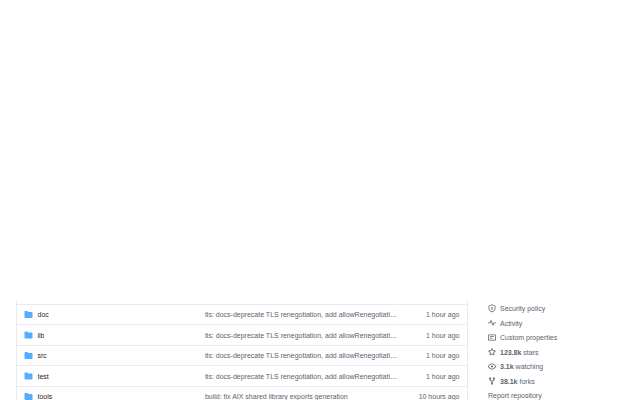 doc tls: docs-deprecate TLS renegotiation, add allowRenegotiati... 1 hour ago
lib tls: docs-deprecate TLS renegotiation, add allowRenegotiati... 1 hour ago
src tls: docs-deprecate TLS renegotiation, add allowRenegotiati... 1 hour ago
test tls: docs-deprecate TLS renegotiation, add allowRenegotiati... 1 hour ago
tools build: fix AIX shared library exports generation 10 hours ago
Security policy
Activity
Custom properties
123.8k stars
3.1k watching
38.1k forks
Report repository